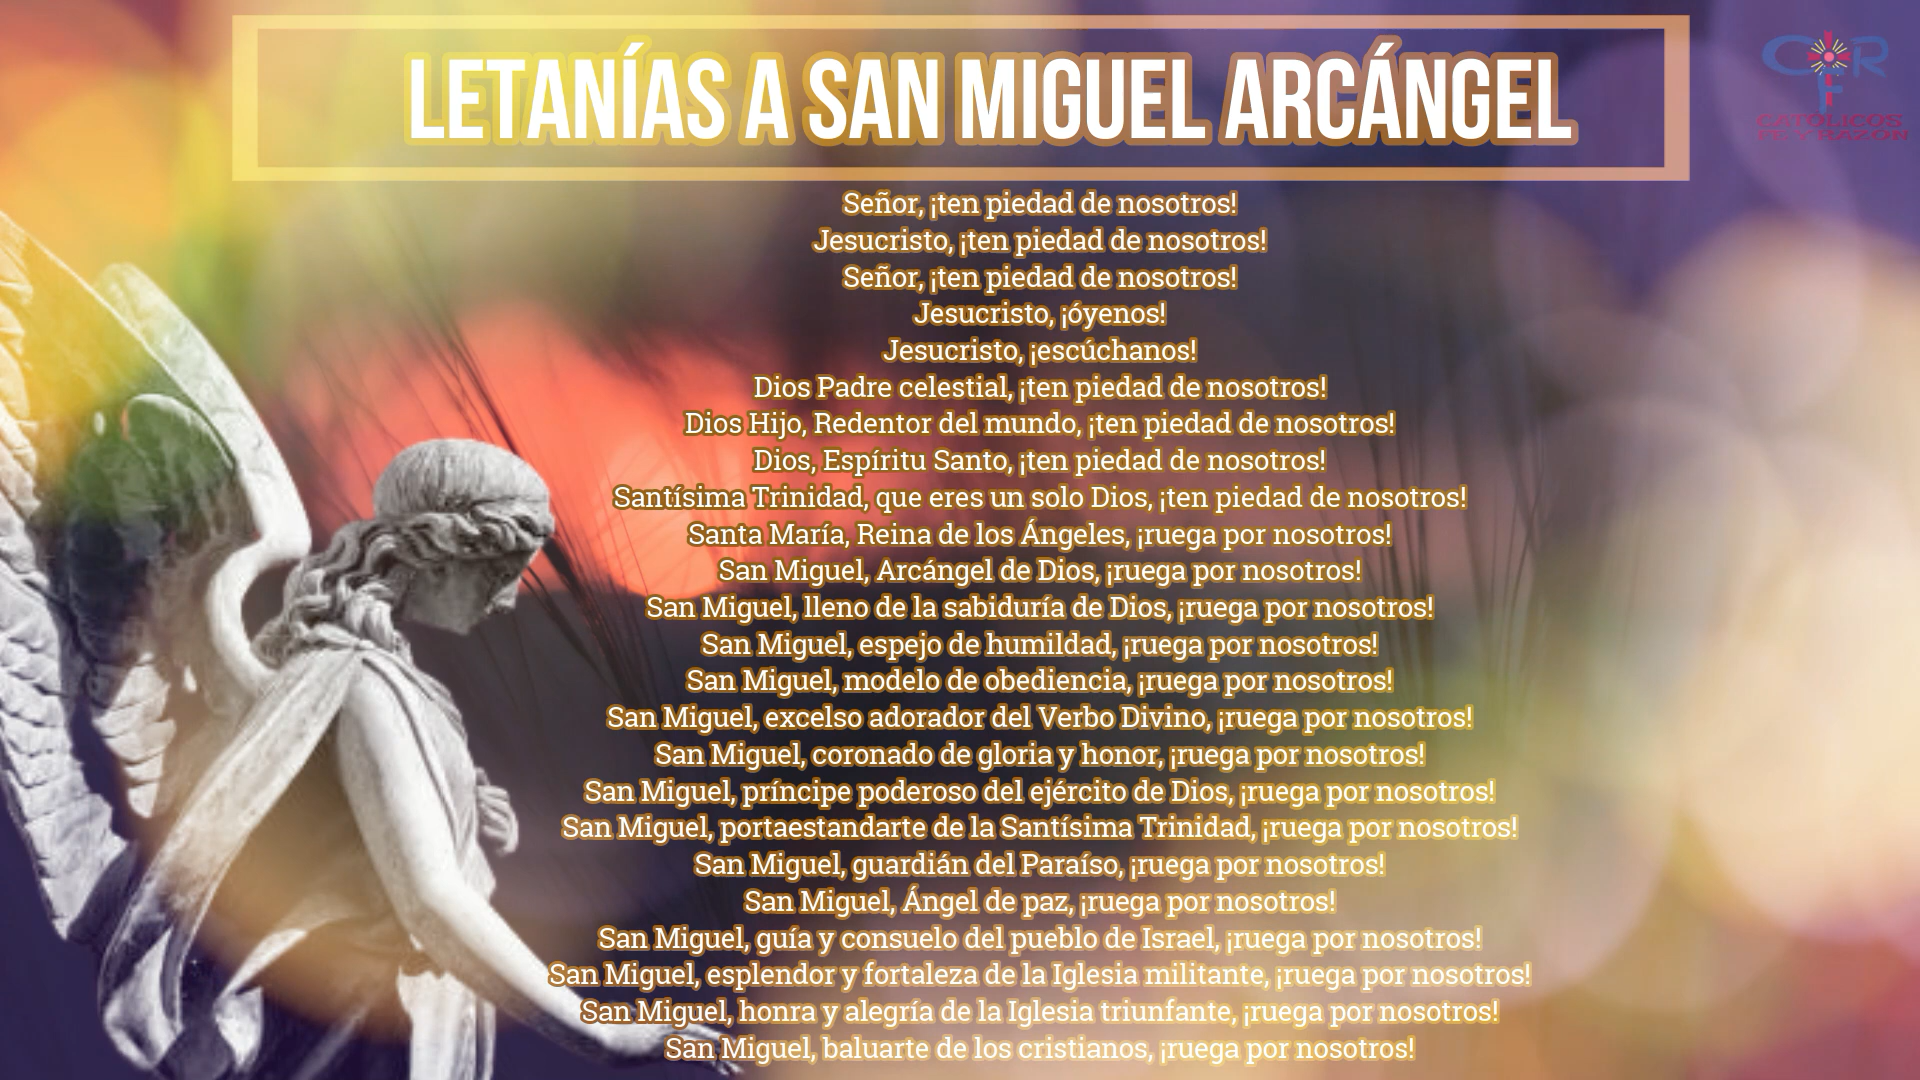 LETANÍAS A SAN MIGUEL ARCÁNGEL
CFR
CATÓLICOS
FE Y RAZÓN
Señor, ¡ten piedad de nosotros!
Jesucristo, ¡ten piedad de nosotros!
Señor, ¡ten piedad de nosotros!
Jesucristo, ¡óyenos!
Jesucristo, ¡escúchanos!
Dios Padre celestial, ¡ten piedad de nosotros!
Dios Hijo, Redentor del mundo, ¡ten piedad de nosotros!
Dios, Espíritu Santo, ¡ten piedad de nosotros!
Santísima Trinidad, que eres un solo Dios, ¡ten piedad de nosotros!
Santa María, Reina de los Ángeles, ¡ruega por nosotros!
San Miguel, Arcángel de Dios, ¡ruega por nosotros!
San Miguel, lleno de la sabiduría de Dios, ¡ruega por nosotros!
San Miguel, espejo de humildad, ¡ruega por nosotros!
San Miguel, modelo de obediencia, ¡ruega por nosotros!
San Miguel, excelso adorador del Verbo Divino, ¡ruega por nosotros!
San Miguel, coronado de gloria y honor, ¡ruega por nosotros!
San Miguel, príncipe poderoso del ejército de Dios, ¡ruega por nosotros!
San Miguel, portaestandarte de la Santísima Trinidad, ¡ruega por nosotros!
San Miguel, guardián del Paraíso, ¡ruega por nosotros!
San Miguel, Ángel de paz, ¡ruega por nosotros!
San Miguel, guía y consuelo del pueblo de Israel, ¡ruega por nosotros!
San Miguel, esplendor y fortaleza de la Iglesia militante, ¡ruega por nosotros!
San Miguel, honra y alegría de la Iglesia triunfante, ¡ruega por nosotros!
San Miguel, baluarte de los cristianos, ¡ruega por nosotros!